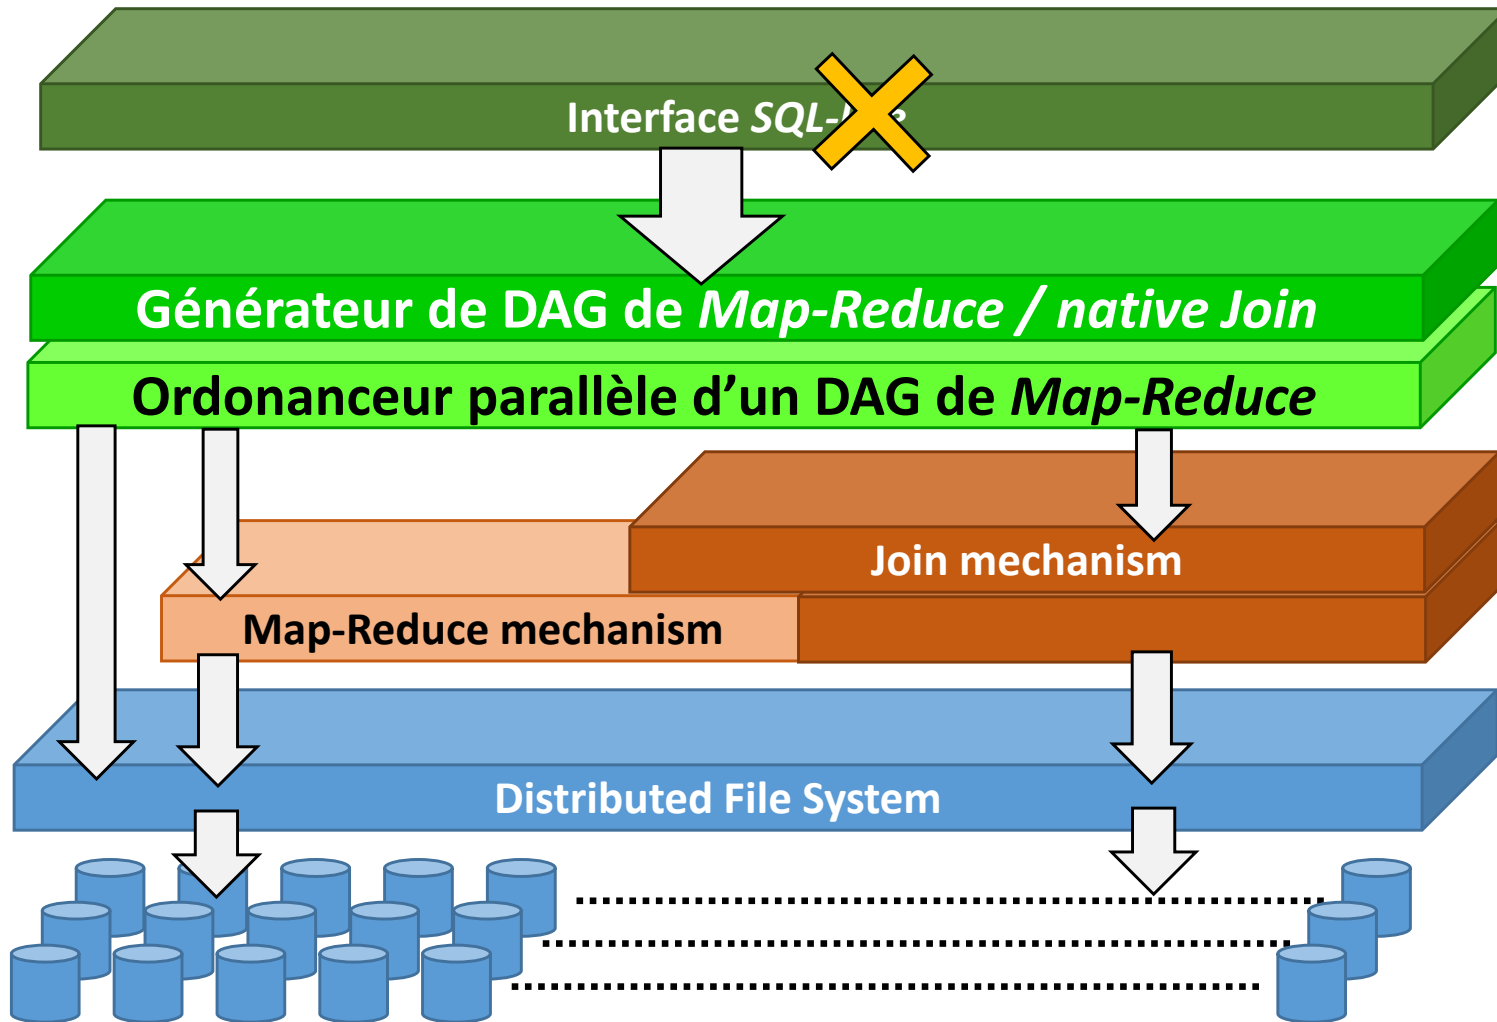 Interface SQL-
Générateur de DAG de Map-Reduce / native Join
Ordonanceur parallèle d’un DAG de Map-Reduce
Join mechanism
Map-Reduce mechanism
Distributed File System